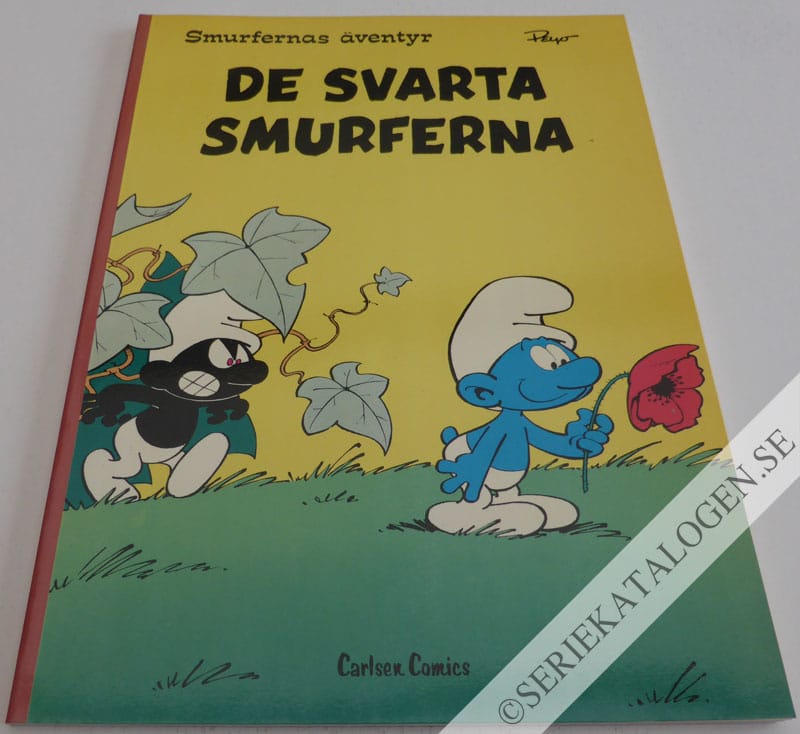 Smurfernas äventyr
Peyo
DE SVARTA
SMURFERNA
Carlsen Comics
©SERIEKATALOGEN.SE